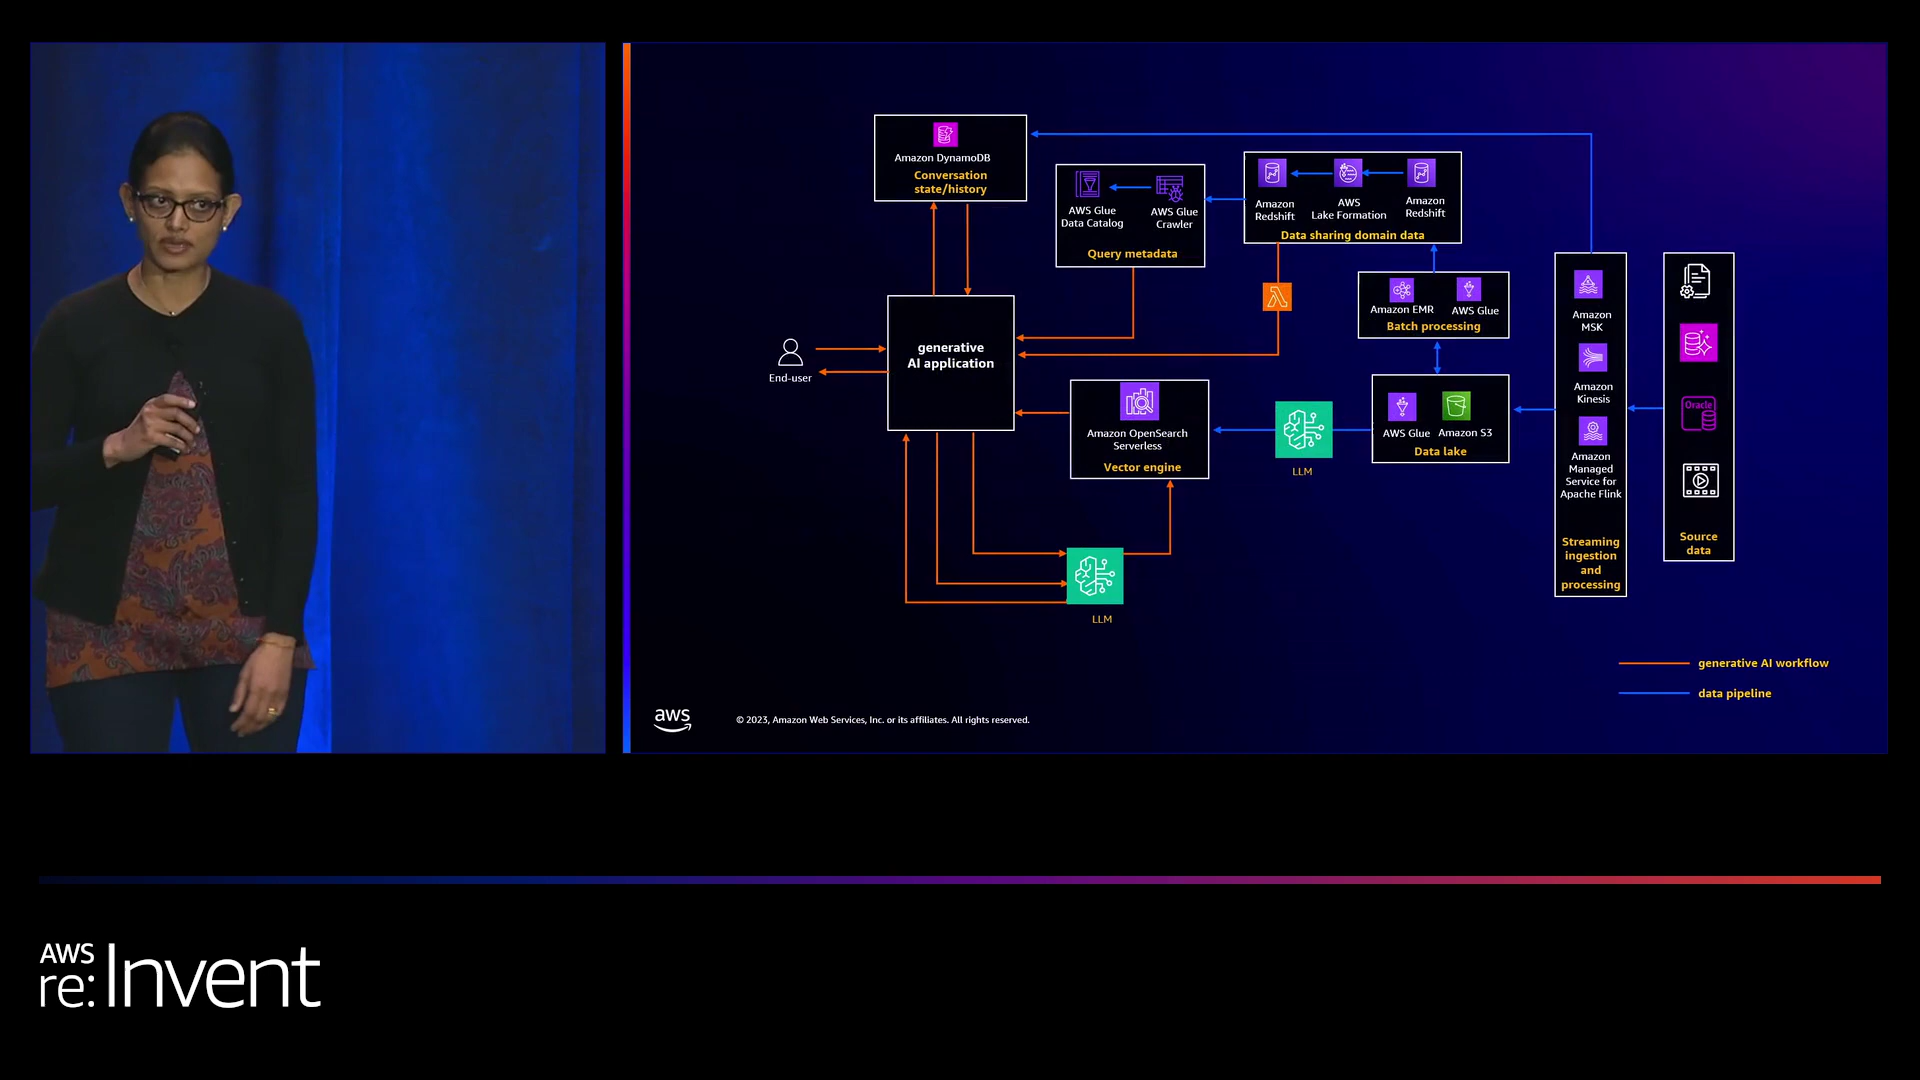 Amazon DynamoDB
Conversation
state/history
AWS Glue
Data Catalog
AWS Glue
Crawler
Query metadata
Amazon
Redshift
AWS
Lake Formation
Amazon
Redshift
Data sharing domain data
Amazon EMR
AWS Glue
Batch processing
End-user
generative
AI application
Amazon OpenSearch
Serverless
Vector engine
LLM
AWS Glue
Amazon S3
Data lake
Amazon
MSK
Amazon
Kinesis
Amazon
Managed
Service for
Apache Flink
Streaming
ingestion
and
processing
Oracle
Source
data
LLM
generative AI workflow
data pipeline
aws
© 2023, Amazon Web Services, Inc. or its affiliates. All rights reserved.
AWS
re:Invent